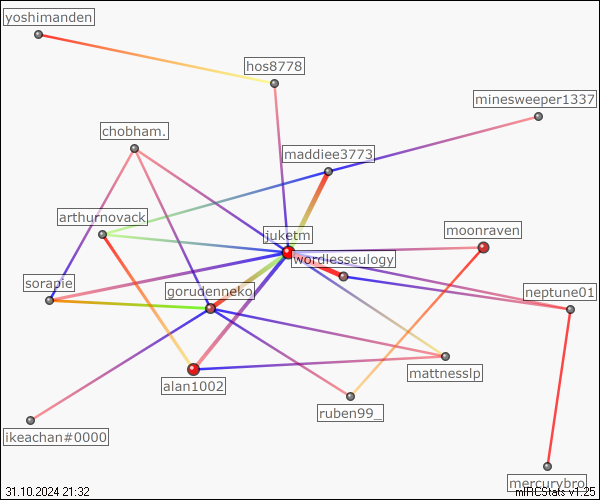 yoshimanden
hos8778
minesweeper1337
chobham.
maddiee3773
arthurnovack
juketm
moonraven
wordlesseulogy
sorapie
gorudenneko
neptune01
alan1002
mattnesslp
ruben99_
ikeachan#0000
mercurybro
31.10.2024 21:32
mIRCStats v1.25